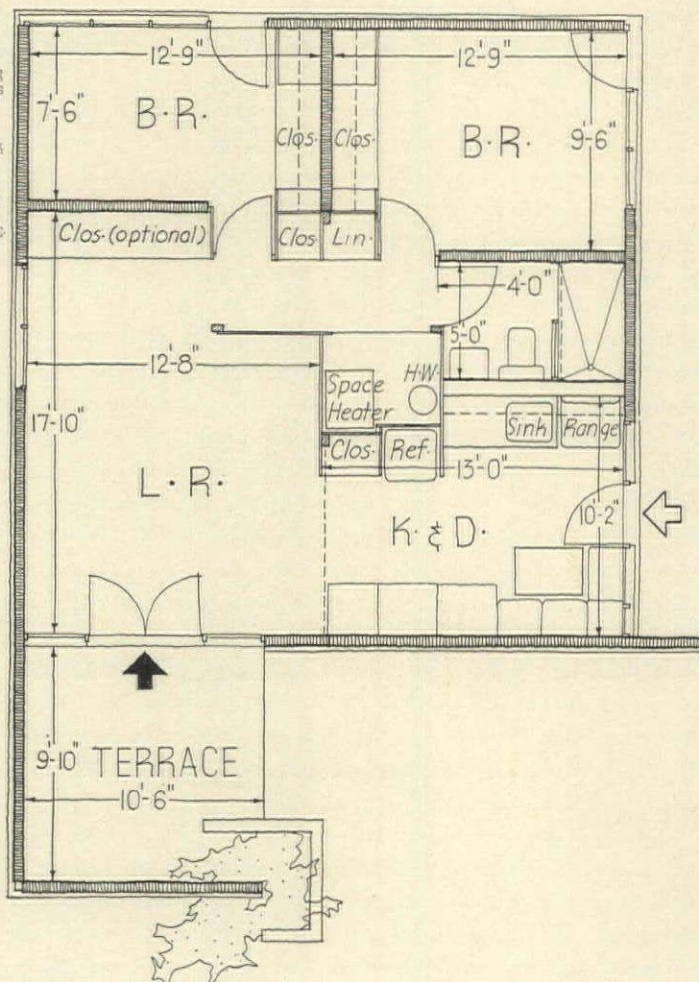 12'-9"
12'-9"
7'-6"
B·R·
Clos.
Clos.
B·R·
9'-6"
Clos. (optional)
Clos.
Lin.
4'-0"
5'-0"
12'-8"
Space
Heater
H·W·
17'-10"
Clos.
Ref.
Sink
Range
13'-0"
L·R·
K· & D·
10'-2"
9'-10"
TERRACE
10'-6"